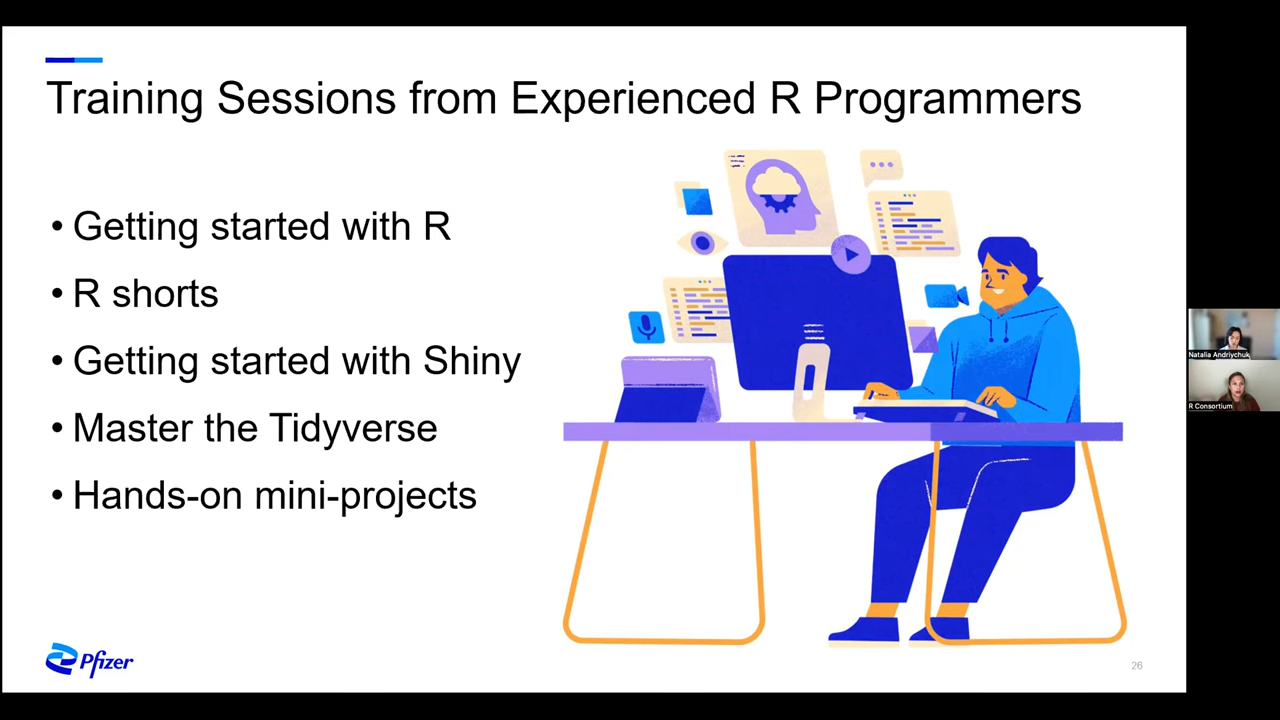 Training Sessions from Experienced R Programmers
• Getting started with R
• R shorts
• Getting started with Shiny
• Master the Tidyverse
• Hands-on mini-projects
Pfizer
26
Natalia Andriychuk
R Consortium